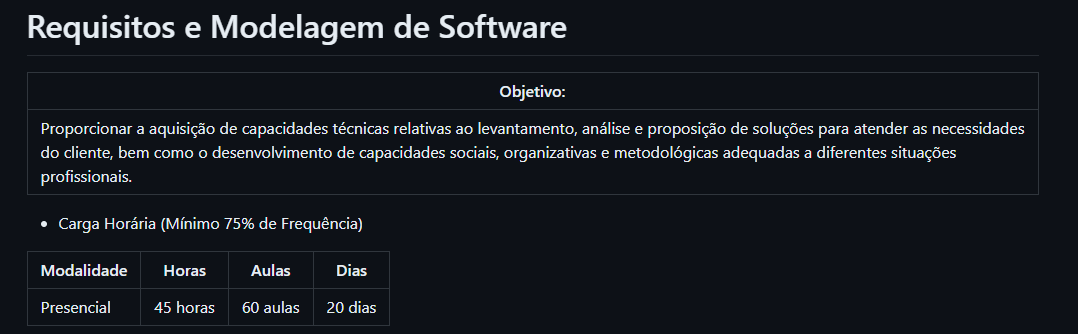 Requisitos e Modelagem de Software
Objetivo:
Proporcionar a aquisição de capacidades técnicas relativas ao levantamento, análise e proposição de soluções para atender as necessidades
do cliente, bem como o desenvolvimento de capacidades sociais, organizativas e metodológicas adequadas a diferentes situações
profissionais.
• Carga Horária (Mínimo 75% de Frequência)
Modalidade Horas Aulas Dias
Presencial 45 horas 60 aulas 20 dias